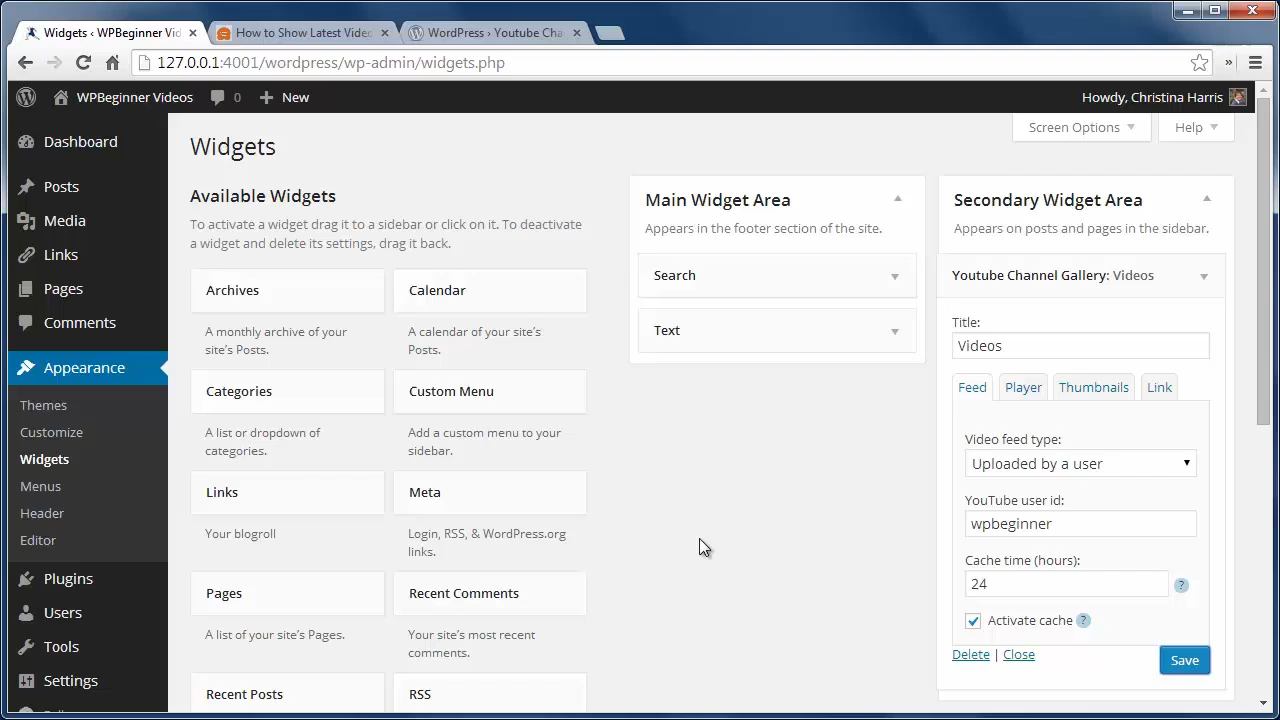 Widgets ‹ WPBeginner Vid
How to Show Latest Video
WordPress › Youtube Cha
127.0.0.1:4001/wordpress/wp-admin/widgets.php
WPBeginner Videos
0
New
Howdy, Christina Harris
Screen Options
Help
Dashboard
Posts
Media
Links
Pages
Comments
Appearance
Themes
Customize
Widgets
Menus
Header
Editor
Plugins
Users
Tools
Settings
Widgets
Available Widgets
To activate a widget drag it to a sidebar or click on it. To deactivate
a widget and delete its settings, drag it back.
Archives
A monthly archive of your
site's Posts.
Calendar
A calendar of your site's
Posts.
Categories
A list or dropdown of
categories.
Custom Menu
Add a custom menu to your
sidebar.
Links
Your blogroll
Meta
Login, RSS, & WordPress.org
links.
Pages
A list of your site's Pages.
Recent Comments
Your site's most recent
comments.
Recent Posts
RSS
Main Widget Area
Appears in the footer section of the site.
Search
Text
Secondary Widget Area
Appears on posts and pages in the sidebar.
Youtube Channel Gallery: Videos
Title:
Videos
Feed
Player
Thumbnails
Link
Video feed type:
Uploaded by a user
YouTube user id:
wpbeginner
Cache time (hours):
24
?
Activate cache ?
Delete | Close
Save